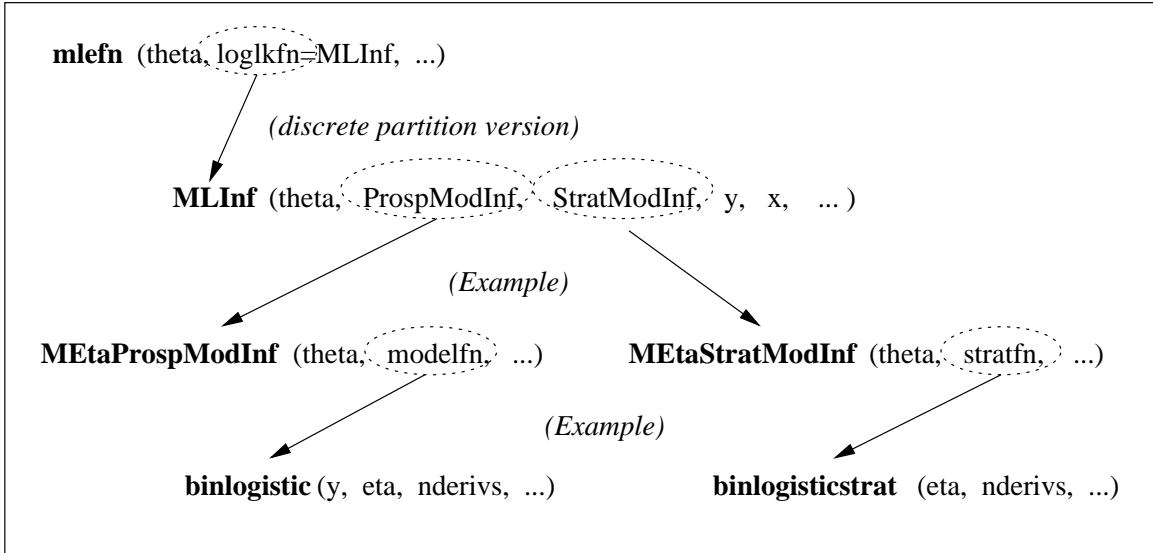 mlefn (theta, loglkfn=MLInf, ...)
(discrete partition version)
MLInf (theta, ProspModInf, StratModInf, y, x, ... )
(Example)
MEtaProspModInf (theta, modelfn, ...) MEtaStratModInf (theta, stratfn, ...)
(Example)
binlogistic (y, eta, nderivs, ...) binlogisticstrat (eta, nderivs, ...)